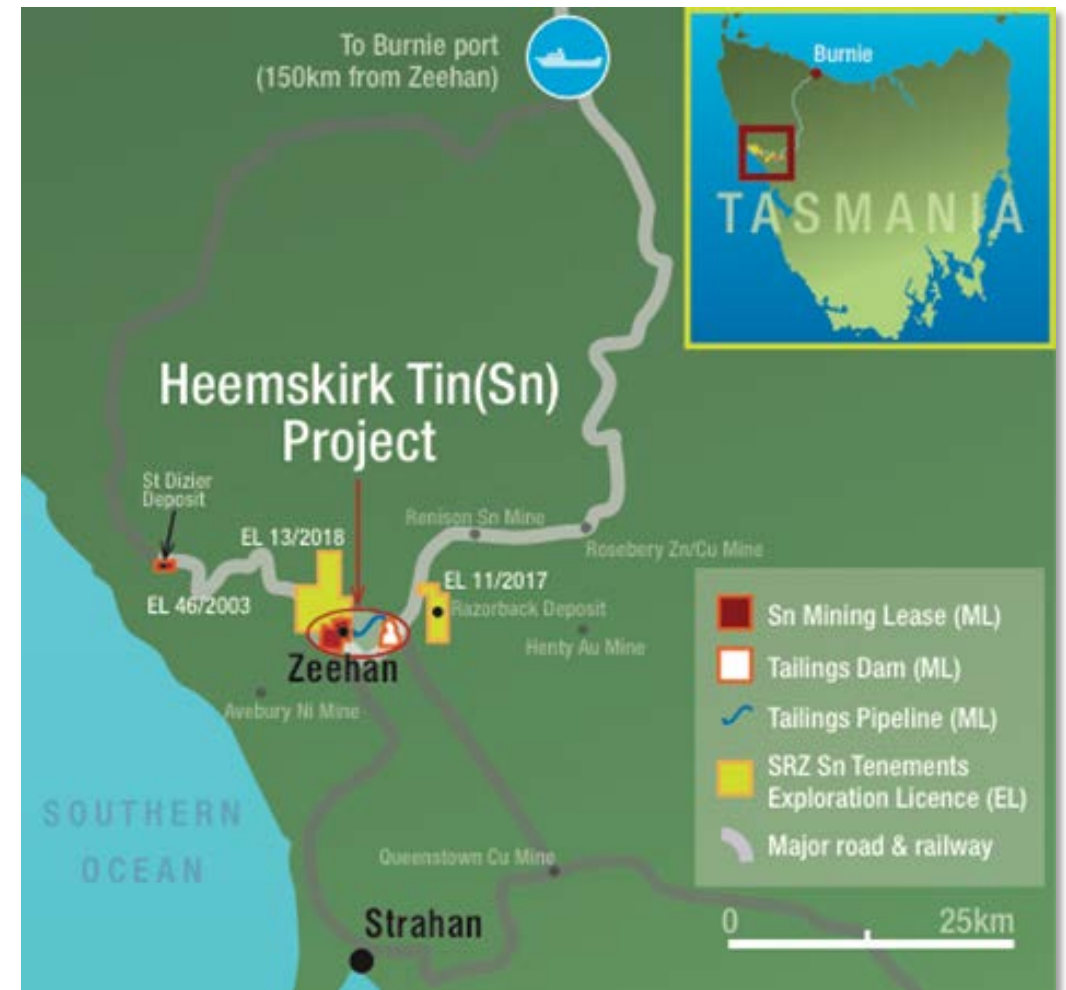 To Burnie port
(150km from Zeehan)
Burnie
TASMANIA
Heemskirk Tin(Sn)
Project
St Dizier
Deposit
EL 13/2018
Renison Sn Mine
Rosebery Zn/Cu Mine
EL 46/2003
EL 11/2017
Razorback Deposit
Henty Au Mine
Zeehan
Avebury Ni Mine
Sn Mining Lease (ML)
Tailings Dam (ML)
Tailings Pipeline (ML)
SRZ Sn Tenements
Exploration Licence (EL)
Major road & railway
SOUTHERN
OCEAN
Queenstown Cu Mine
Strahan
0
25km